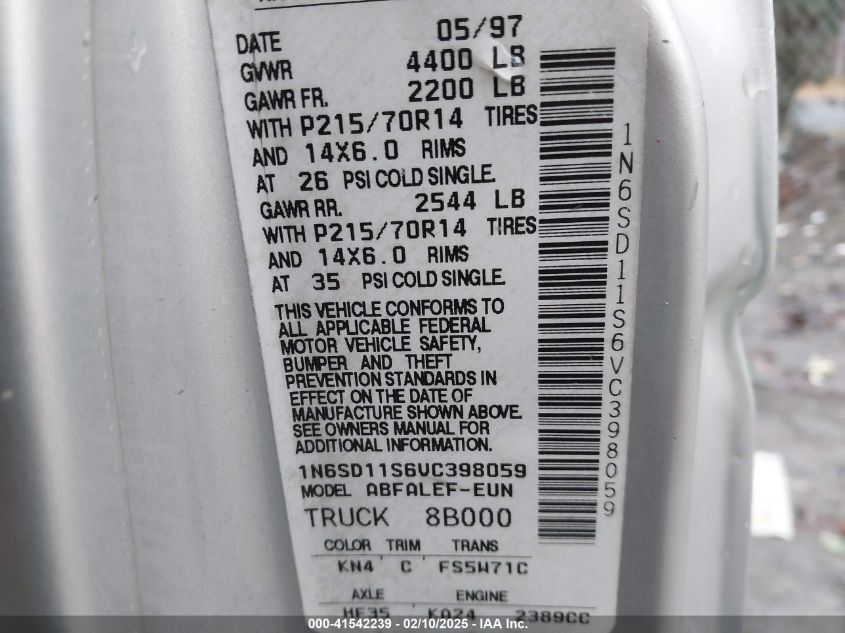 DATE 05/97
GVWR 4400 LB
GAWR FR. 2200 LB
WITH P215/70R14 TIRES
AND 14X6.0 RIMS
AT 26 PSI COLD SINGLE.
GAWR RR. 2544 LB
WITH P215/70R14 TIRES
AND 14X6.0 RIMS
AT 35 PSI COLD SINGLE.
THIS VEHICLE CONFORMS TO
ALL APPLICABLE FEDERAL
MOTOR VEHICLE SAFETY,
BUMPER AND THEFT
PREVENTION STANDARDS IN
EFFECT ON THE DATE OF
MANUFACTURE SHOWN ABOVE.
SEE OWNERS MANUAL FOR
ADDITIONAL INFORMATION.
1N6SD11S6VC398059
MODEL ABFALEF-EUN
TRUCK 8B000
COLOR TRIM TRANS
KN4 C FS5W71C
AXLE ENGINE
HF35 KA24 2389CC
1N6SD11S6VC398059
000-41542239 - 02/10/2025 - IAA Inc.